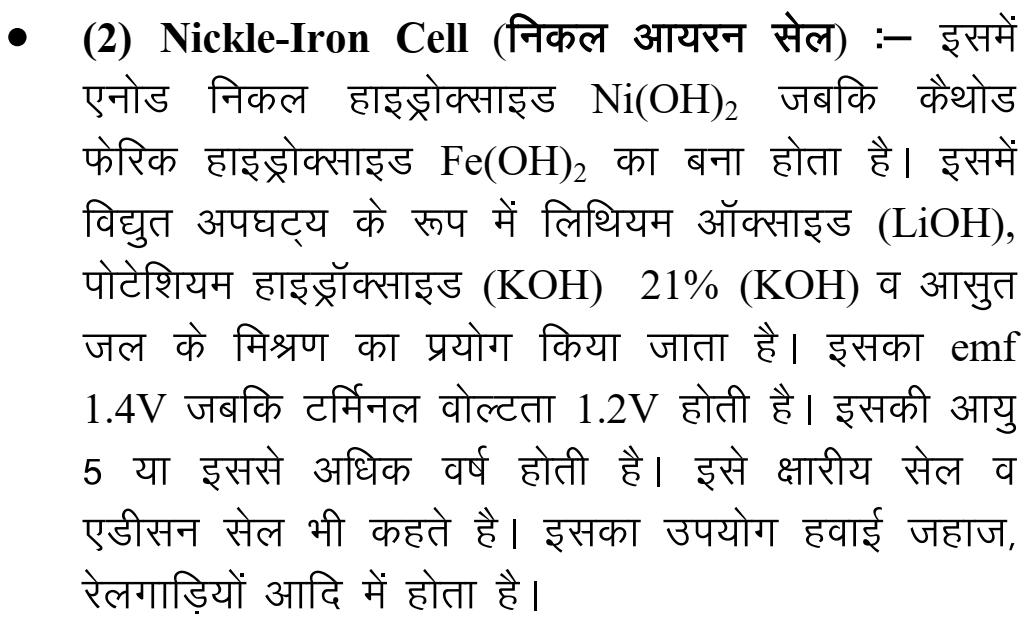 • (2) Nickle-Iron Cell (निकल आयरन सेल) :– इसमें
एनोड निकल हाइड्रोक्साइड Ni(OH)₂ जबकि कैथोड
फेरिक हाइड्रोक्साइड Fe(OH)₂ का बना होता है। इसमें
विद्युत अपघट्य के रूप में लिथियम ऑक्साइड (LiOH),
पोटेशियम हाइड्रॉक्साइड (KOH) 21% (KOH) व आसुत
जल के मिश्रण का प्रयोग किया जाता है। इसका emf
1.4V जबकि टर्मिनल वोल्टता 1.2V होती है। इसकी आयु
5 या इससे अधिक वर्ष होती है। इसे क्षारीय सेल व
एडीसन सेल भी कहते है। इसका उपयोग हवाई जहाज,
रेलगाड़ियों आदि में होता है।